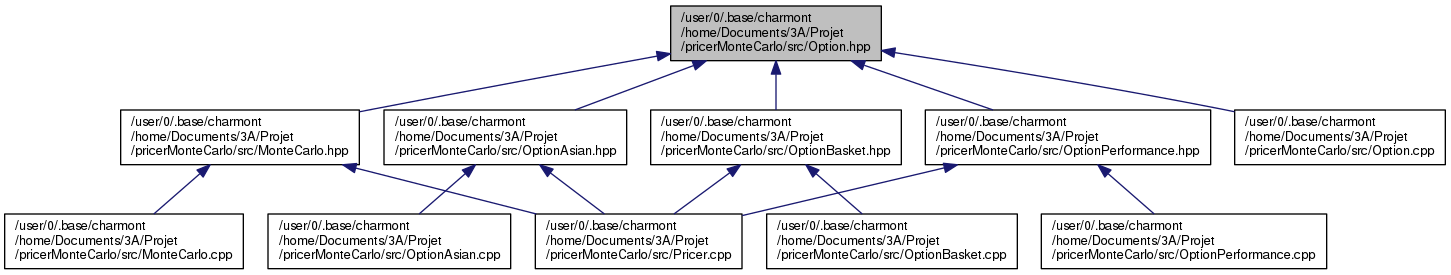 /user/0/.base/charmont
/home/Documents/3A/Projet
/pricerMonteCarlo/src/Option.hpp
/user/0/.base/charmont
/home/Documents/3A/Projet
/pricerMonteCarlo/src/MonteCarlo.hpp
/user/0/.base/charmont
/home/Documents/3A/Projet
/pricerMonteCarlo/src/OptionAsian.hpp
/user/0/.base/charmont
/home/Documents/3A/Projet
/pricerMonteCarlo/src/OptionBasket.hpp
/user/0/.base/charmont
/home/Documents/3A/Projet
/pricerMonteCarlo/src/OptionPerformance.hpp
/user/0/.base/charmont
/home/Documents/3A/Projet
/pricerMonteCarlo/src/Option.cpp
/user/0/.base/charmont
/home/Documents/3A/Projet
/pricerMonteCarlo/src/MonteCarlo.cpp
/user/0/.base/charmont
/home/Documents/3A/Projet
/pricerMonteCarlo/src/OptionAsian.cpp
/user/0/.base/charmont
/home/Documents/3A/Projet
/pricerMonteCarlo/src/Pricer.cpp
/user/0/.base/charmont
/home/Documents/3A/Projet
/pricerMonteCarlo/src/OptionBasket.cpp
/user/0/.base/charmont
/home/Documents/3A/Projet
/pricerMonteCarlo/src/OptionPerformance.cpp